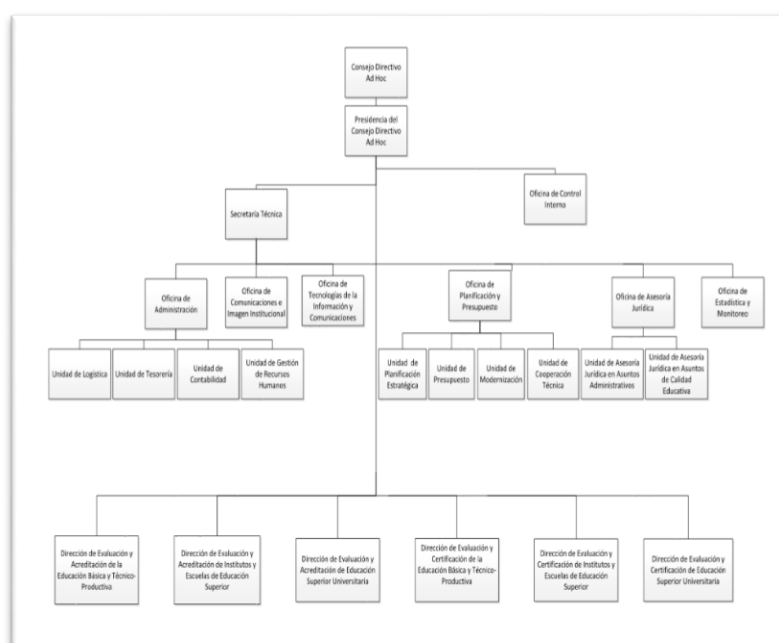 Consejo Directivo
Ad Hoc
Presidencia del
Consejo Directivo
Ad Hoc
Oficina de Control
Interno
Secretaría Técnica
Oficina de
Administración
Oficina de
Comunicaciones e
Imagen Institucional
Oficina de
Tecnologías de la
Información y
Comunicaciones
Oficina de
Planificación y
Presupuesto
Oficina de Asesoría
Jurídica
Oficina de
Estadística y
Monitoreo
Unidad de Logística
Unidad de Tesorería
Unidad de
Contabilidad
Unidad de Gestión
de Recursos
Humanos
Unidad de
Planificación
Estratégica
Unidad de
Presupuesto
Unidad de
Modernización
Unidad de
Cooperación
Técnica
Unidad de Asesoría
Jurídica en Asuntos
Administrativos
Unidad de Asesoría
Jurídica en Asuntos
de Calidad
Educativa
Dirección de Evaluación y
Acreditación de la
Educación Básica y Técnico-
Productiva
Dirección de Evaluación y
Acreditación de Institutos y
Escuelas de Educación
Superior
Dirección de Evaluación y
Acreditación de Educación
Superior Universitaria
Dirección de Evaluación y
Certificación de la
Educación Básica y Técnico-
Productiva
Dirección de Evaluación y
Certificación de Institutos y
Escuelas de Educación
Superior
Dirección de Evaluación y
Certificación de Educación
Superior Universitaria